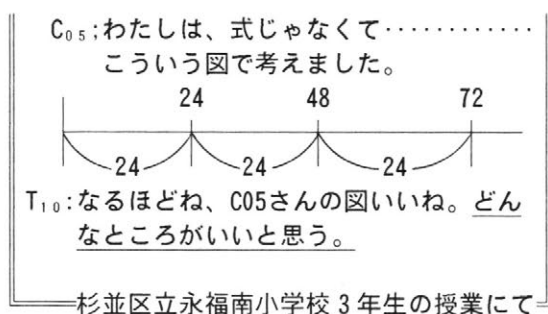 C₀₅;わたしは、式じゃなくて‥‥‥‥‥‥
こういう図で考えました。
24 48 72
24 24 24
T₁₀:なるほどね、C05さんの図いいね。どん
なところがいいと思う。
杉並区立永福南小学校3年生の授業にて